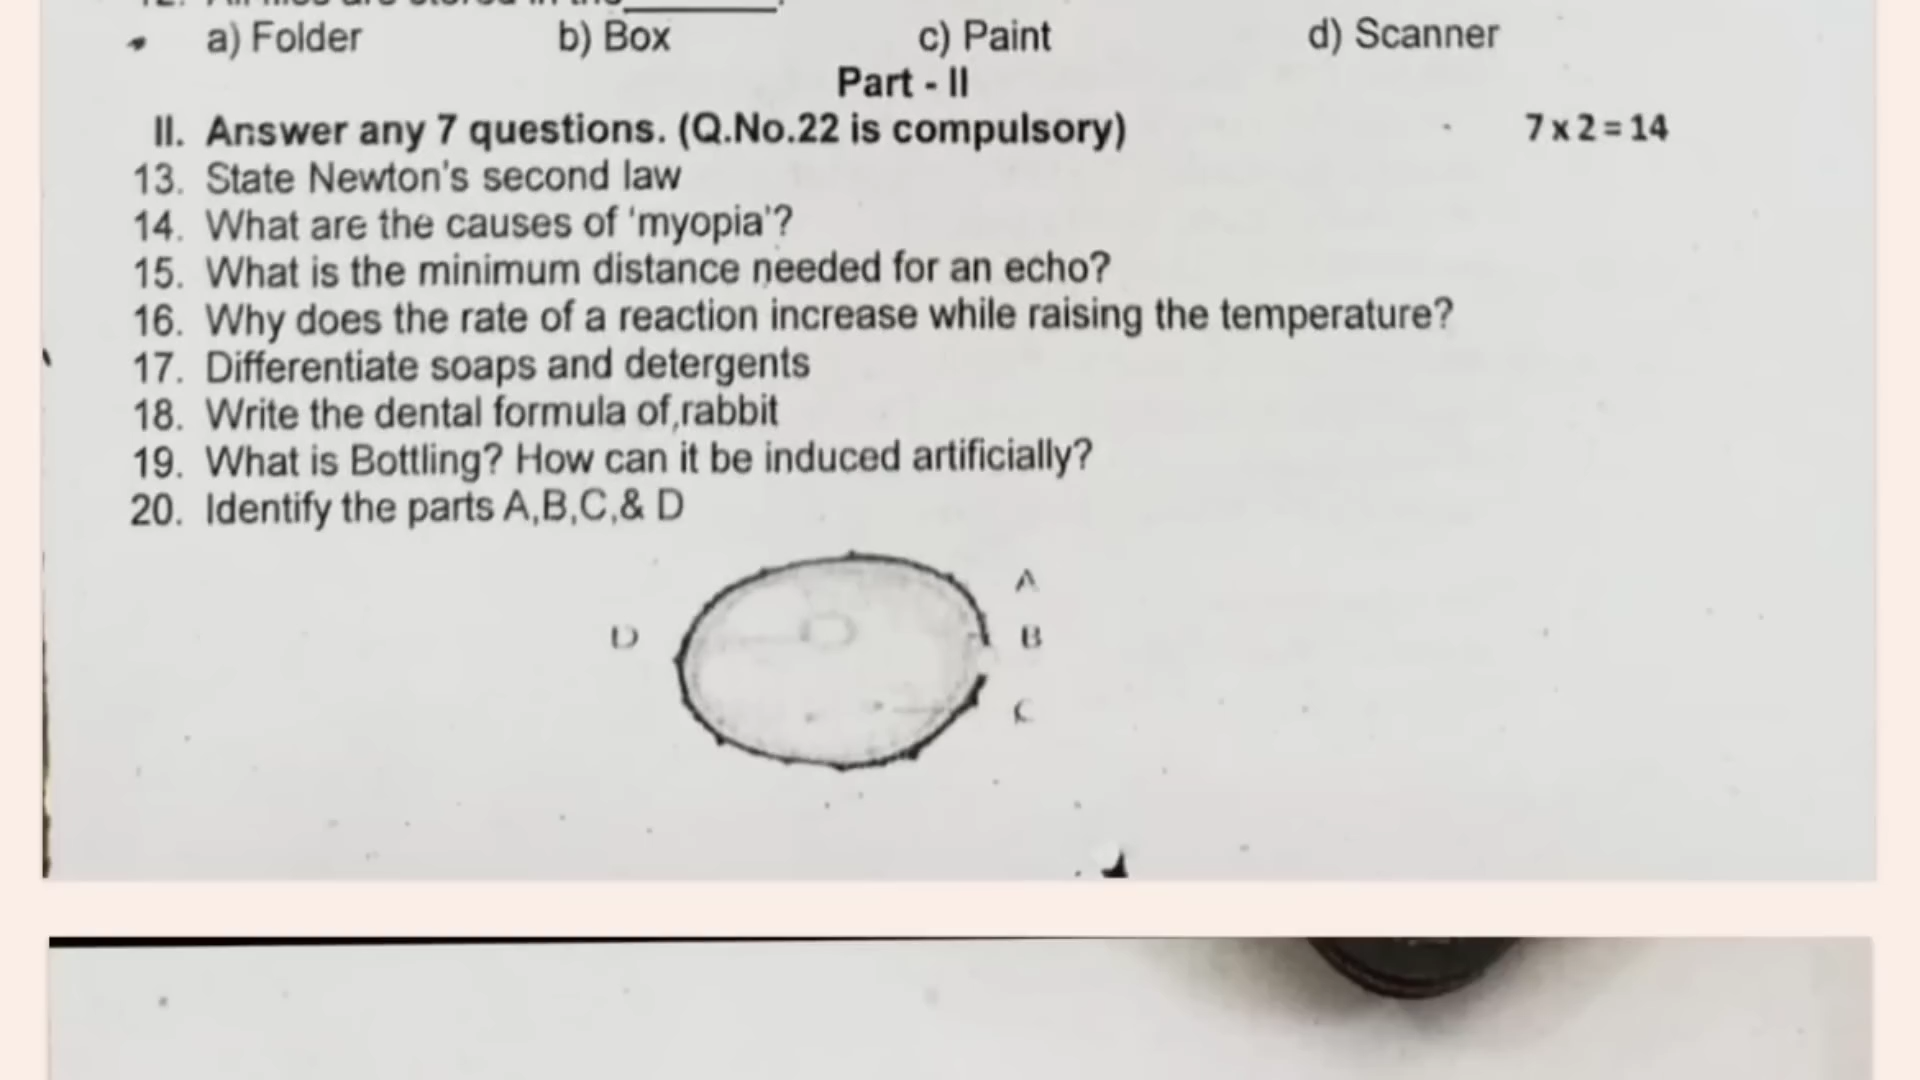 a) Folder b) Box c) Paint d) Scanner
Part - II
II. Answer any 7 questions. (Q.No.22 is compulsory) 7 x 2 = 14
13. State Newton's second law
14. What are the causes of 'myopia'?
15. What is the minimum distance needed for an echo?
16. Why does the rate of a reaction increase while raising the temperature?
17. Differentiate soaps and detergents
18. Write the dental formula of rabbit
19. What is Bottling? How can it be induced artificially?
20. Identify the parts A,B,C,& D
A
D B
C